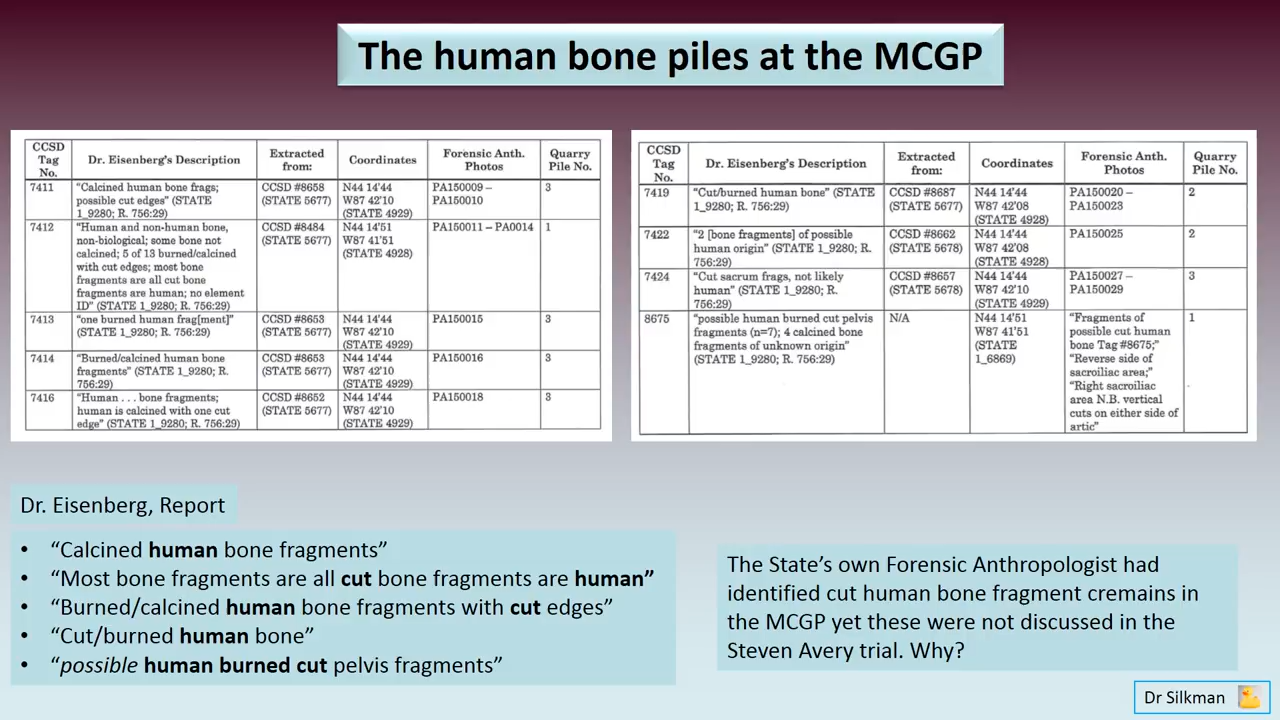 The human bone piles at the MCGP
CCSD
Tag
No.
Dr. Eisenberg's Description
Extracted
from:
Coordinates
Forensic Anth.
Photos
Quarry
Pile No.
7411
"Calcined human bone frags;
possible cut edges" (STATE
1_9280; R. 756:29)
CCSD #8658
(STATE 5677)
N44 14'44
W87 42'10
(STATE 4929)
PA150009 –
PA150010
3
7412
"Human and non-human bone,
non-biological; some bone not
calcined; 5 of 13 burned/calcined
with cut edges; most bone
fragments are all cut bone
fragments are human; no element
ID" (STATE 1_9280; R. 756:29)
CCSD #8484
(STATE 5677)
N44 14'51
W87 41'51
(STATE 4928)
PA150011 – PA0014
1
7413
"one burned human frag[ment]"
(STATE 1_9280; R. 756:29)
CCSD #8653
(STATE 5677)
N44 14'44
W87 42'10
(STATE 4929)
PA150015
3
7414
"Burned/calcined human bone
fragments" (STATE 1_9280; R.
756:29)
CCSD #8653
(STATE 5677)
N44 14'44
W87 42'10
(STATE 4929)
PA150016
3
7416
"Human . . . bone fragments;
human is calcined with one cut
edge" (STATE 1_9280; R. 756:29)
CCSD #8652
(STATE 5677)
N44 14'44
W87 42'10
(STATE 4929)
PA150018
3
CCSD
Tag
No.
Dr. Eisenberg's Description
Extracted
from:
Coordinates
Forensic Anth.
Photos
Quarry
Pile No.
7419
"Cut/burned human bone" (STATE
1_9280; R. 756:29)
CCSD #8687
(STATE 5677)
N44 14'44
W87 42'08
(STATE 4928)
PA150020 –
PA150023
2
7422
"2 [bone fragments] of possible
human origin" (STATE 1_9280; R.
756:29)
CCSD #8662
(STATE 5678)
N44 14'44
W87 42'08
(STATE 4928)
PA150025
2
7424
"Cut sacrum frags, not likely
human" (STATE 1_9280; R.
756:29)
CCSD #8657
(STATE 5678)
N44 14'44
W87 42'10
(STATE 4929)
PA150027 –
PA150029
3
8675
"possible human burned cut pelvis
fragments (n=7); 4 calcined bone
fragments of unknown origin"
(STATE 1_9280; R. 756:29)
N/A
N44 14'51
W87 41'51
(STATE
1_6869)
"Fragments of
possible cut human
bone Tag #8675;"
"Reverse side of
sacroiliac area;"
"Right sacroiliac
area N.B. vertical
cuts on either side of
artic"
1
Dr. Eisenberg, Report
• "Calcined human bone fragments"
• "Most bone fragments are all cut bone fragments are human"
• "Burned/calcined human bone fragments with cut edges"
• "Cut/burned human bone"
• "possible human burned cut pelvis fragments"
The State's own Forensic Anthropologist had
identified cut human bone fragment cremains in
the MCGP yet these were not discussed in the
Steven Avery trial. Why?
Dr Silkman